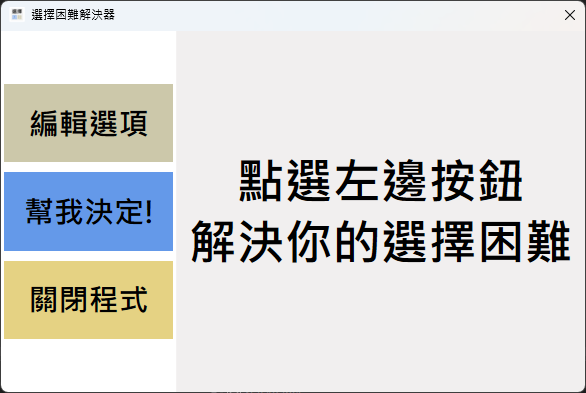 選擇困難解決器
編輯選項
幫我決定!
關閉程式
點選左邊按鈕
解決你的選擇困難